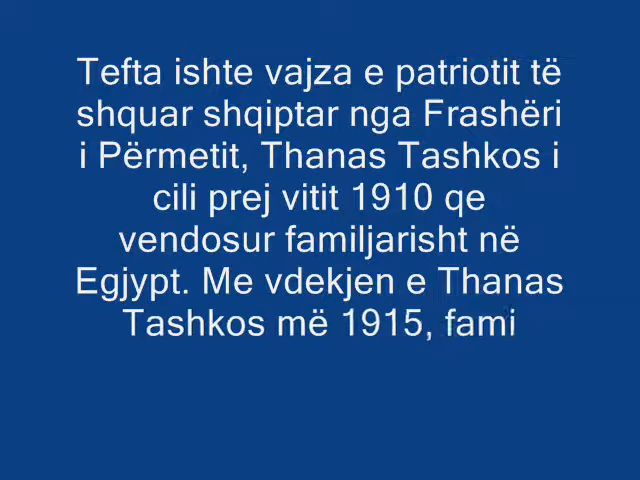 Tefta ishte vajza e patriotit të
shquar shqiptar nga Frashëri
i Përmetit, Thanas Tashkos i
cili prej vitit 1910 qe
vendosur familjarisht në
Egjypt. Me vdekjen e Thanas
Tashkos më 1915, fami